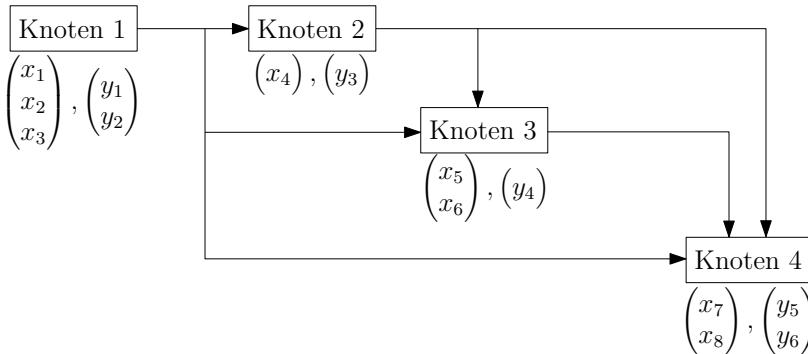 Knoten 1
Knoten 2
(x₁ x₂ x₃), (y₁ y₂)
(x₄), (y₃)
Knoten 3
(x₅ x₆), (y₄)
Knoten 4
(x₇ x₈), (y₅ y₆)